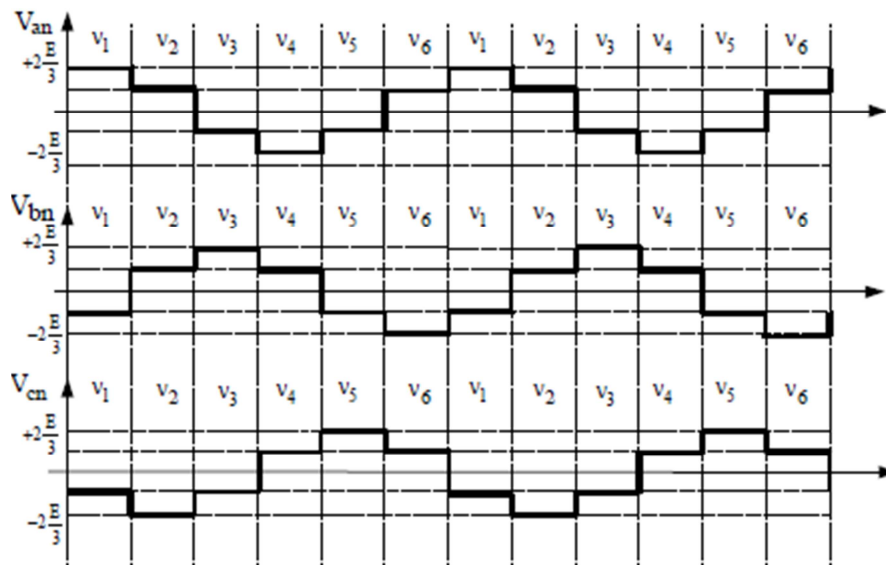 Van v1 v2 v3 v4 v5 v6 v1 v2 v3 v4 v5 v6
+2E/3
−2E/3
Vbn v1 v2 v3 v4 v5 v6 v1 v2 v3 v4 v5 v6
+2E/3
−2E/3
Vcn v1 v2 v3 v4 v5 v6 v1 v2 v3 v4 v5 v6
+2E/3
−2E/3